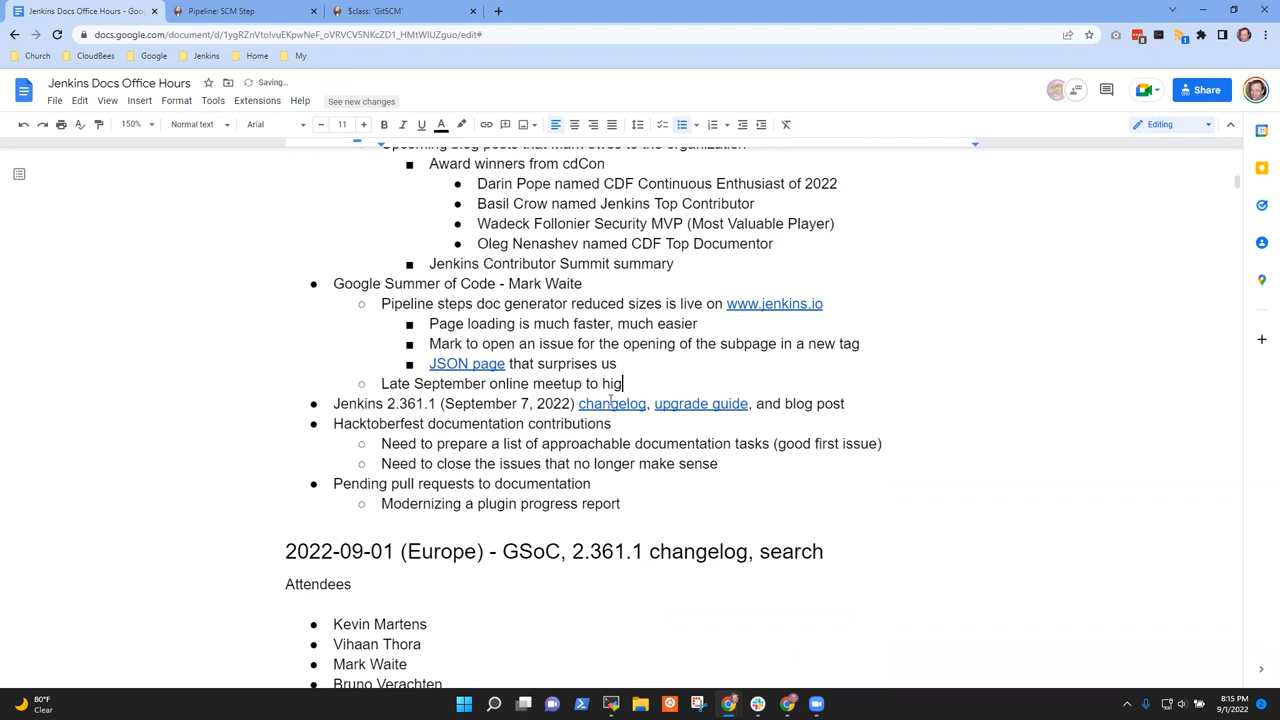 Jenkins Docs Office Hours - Goo
Pipeline: SCM Step
$class: 'GitSCM'
docs.google.com/document/d/1ygRZnVtoIvuEKpwNeF_oVRVCV5NKcZD1_HMtWIUZguo/edit#
Church
CloudBees
Google
Jenkins
Home
My
Jenkins Docs Office Hours
Saving...
File Edit View Insert Format Tools Extensions Help
See new changes
Share
150%
Normal text
Arial
11
Editing
Award winners from cdCon
Darin Pope named CDF Continuous Enthusiast of 2022
Basil Crow named Jenkins Top Contributor
Wadeck Follonier Security MVP (Most Valuable Player)
Oleg Nenashev named CDF Top Documentor
Jenkins Contributor Summit summary
Google Summer of Code - Mark Waite
Pipeline steps doc generator reduced sizes is live on www.jenkins.io
Page loading is much faster, much easier
Mark to open an issue for the opening of the subpage in a new tag
JSON page that surprises us
Late September online meetup to hig
Jenkins 2.361.1 (September 7, 2022) changelog, upgrade guide, and blog post
Hacktoberfest documentation contributions
Need to prepare a list of approachable documentation tasks (good first issue)
Need to close the issues that no longer make sense
Pending pull requests to documentation
Modernizing a plugin progress report
2022-09-01 (Europe) - GSoC, 2.361.1 changelog, search
Attendees
Kevin Martens
Vihaan Thora
Mark Waite
Bruno Verachten
80°F
Clear
8:15 PM
9/1/2022